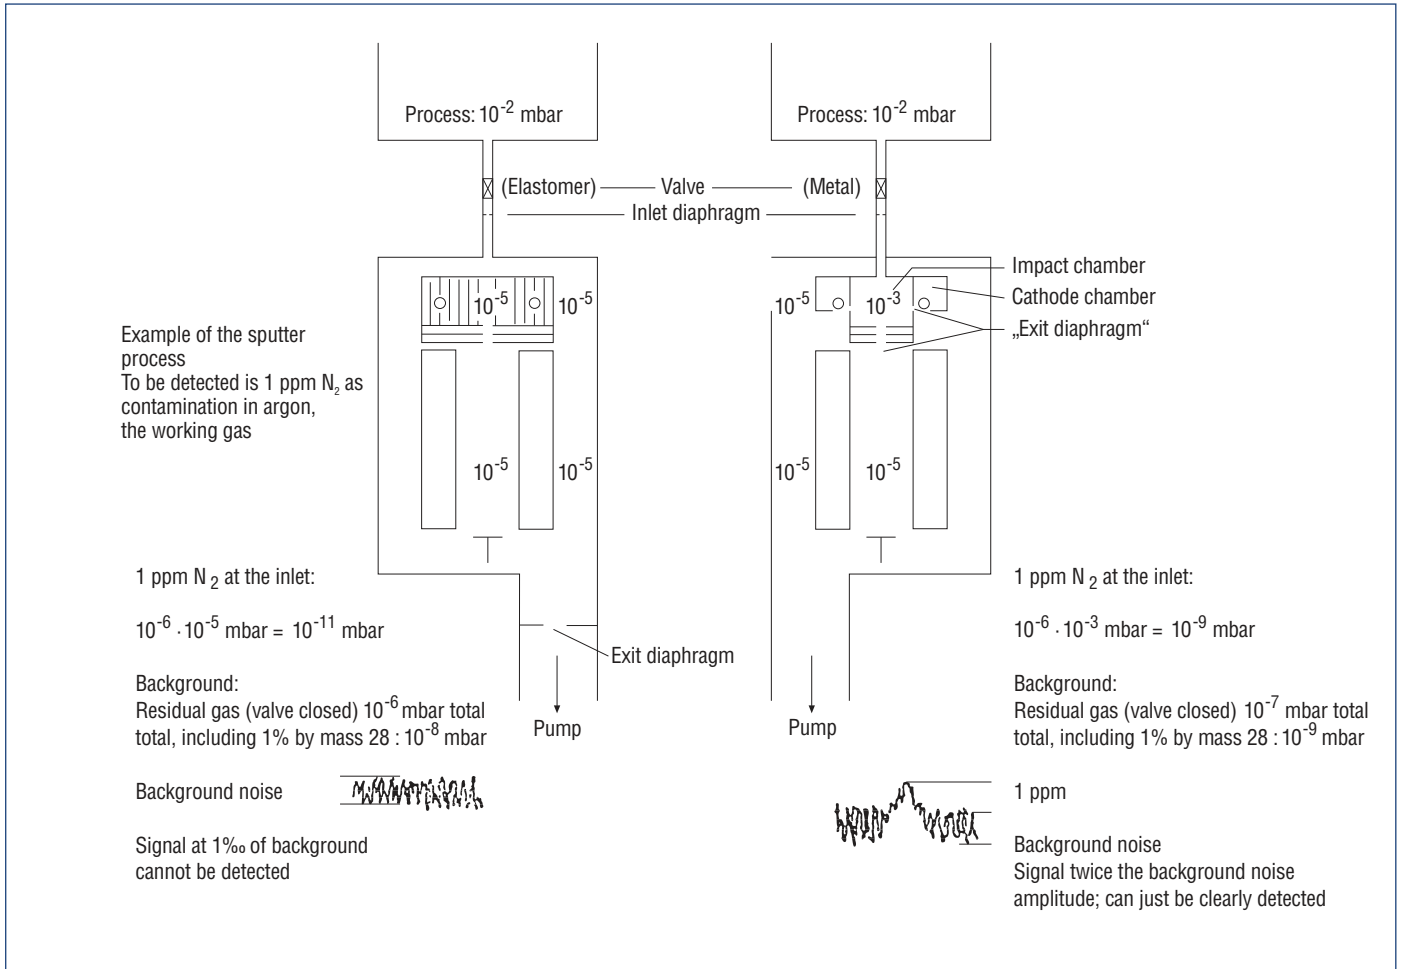 Process: 10⁻² mbar
Process: 10⁻² mbar
(Elastomer) Valve (Metal)
Inlet diaphragm
Impact chamber
Cathode chamber
„Exit diaphragm“
10⁻⁵ 10⁻⁵
10⁻⁵ 10⁻³
Example of the sputter
process
To be detected is 1 ppm N₂ as
contamination in argon,
the working gas
10⁻⁵ 10⁻⁵
10⁻⁵ 10⁻⁵
1 ppm N ₂ at the inlet:
10⁻⁶ · 10⁻⁵ mbar = 10⁻¹¹ mbar
Exit diaphragm
Background:
Residual gas (valve closed) 10⁻⁶ mbar total
total, including 1% by mass 28 : 10⁻⁸ mbar
Pump
Background noise
Signal at 1‰ of background
cannot be detected
Pump
1 ppm N ₂ at the inlet:
10⁻⁶ · 10⁻³ mbar = 10⁻⁹ mbar
Background:
Residual gas (valve closed) 10⁻⁷ mbar total
total, including 1% by mass 28 : 10⁻⁹ mbar
1 ppm
Background noise
Signal twice the background noise
amplitude; can just be clearly detected